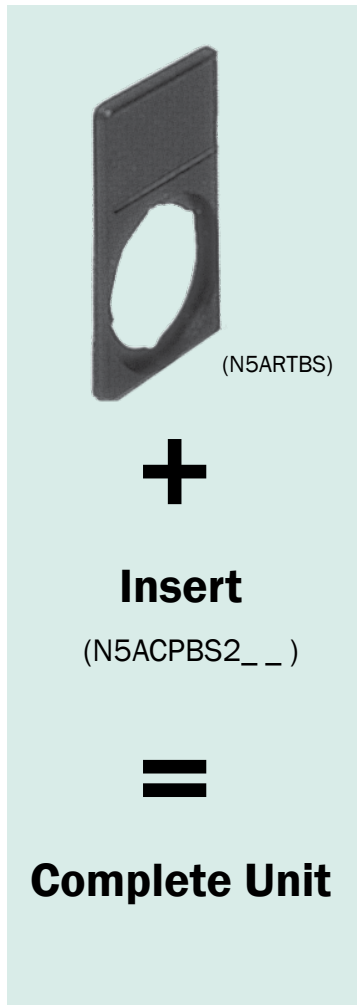 (N5ARTBS)
+
Insert
(N5ACPBS2_ _ )
=
Complete Unit